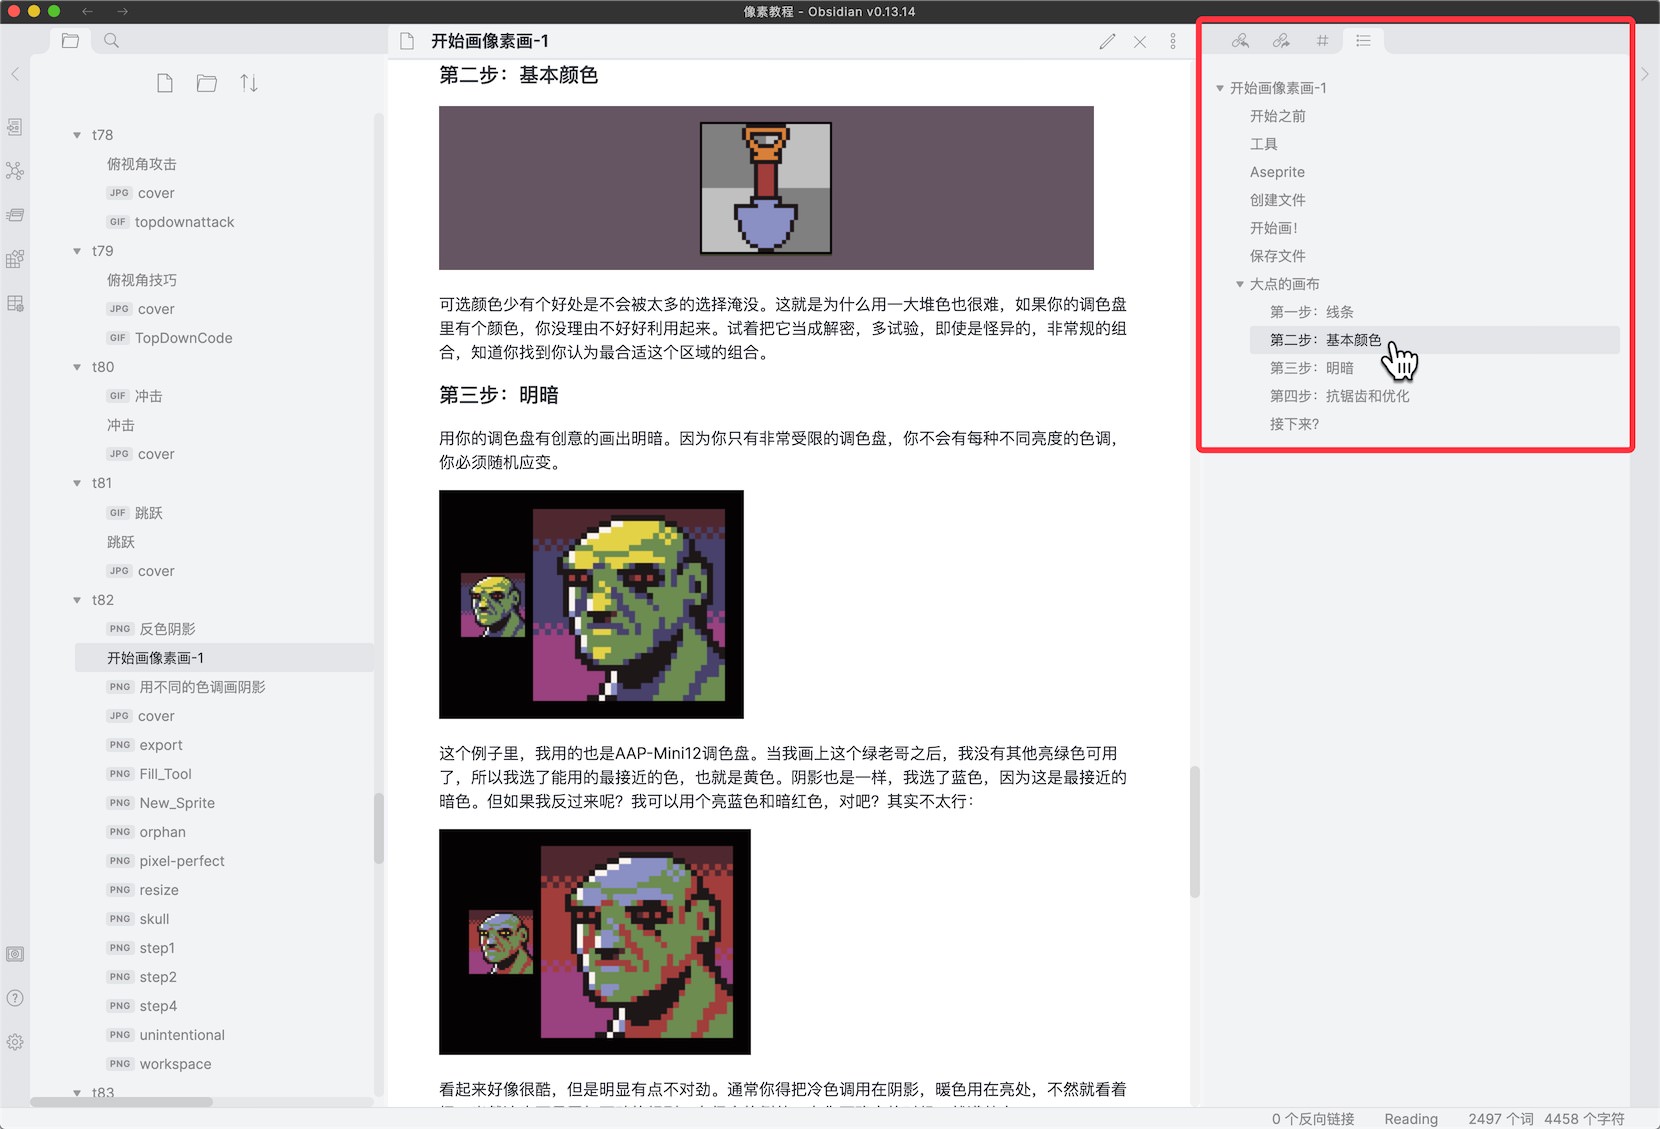 像素教程 - Obsidian v0.13.14
t78
俯视角攻击
JPG cover
GIF topdownattack
t79
俯视角技巧
JPG cover
GIF TopDownCode
t80
GIF 冲击
冲击
JPG cover
t81
GIF 跳跃
跳跃
JPG cover
t82
PNG 反色阴影
开始画像素画-1
PNG 用不同的色调画阴影
JPG cover
PNG export
PNG Fill_Tool
PNG New_Sprite
PNG orphan
PNG pixel-perfect
PNG resize
PNG skull
PNG step1
PNG step2
PNG step4
PNG unintentional
PNG workspace
t83
开始画像素画-1
第二步：基本颜色
可选颜色少有个好处是不会被太多的选择淹没。这就是为什么用一大堆色也很难，如果你的调色盘
里有个颜色，你没理由不好好利用起来。试着把它当成解密，多试验，即使是怪异的，非常规的组
合，知道你找到你认为最合适这个区域的组合。
第三步：明暗
用你的调色盘有创意的画出明暗。因为你只有非常受限的调色盘，你不会有每种不同亮度的色调，
你必须随机应变。
这个例子里，我用的也是AAP-Mini12调色盘。当我画上这个绿老哥之后，我没有其他亮绿色可用
了，所以我选了能用的最接近的色，也就是黄色。阴影也是一样，我选了蓝色，因为这是最接近的
暗色。但如果我反过来呢？我可以用个亮蓝色和暗红色，对吧？其实不太行：
看起来好像很酷，但是明显有点不对劲。通常你得把冷色调用在阴影，暖色用在亮处，不然就看着
开始画像素画-1
开始之前
工具
Aseprite
创建文件
开始画！
保存文件
大点的画布
第一步：线条
第二步：基本颜色
第三步：明暗
第四步：抗锯齿和优化
接下来？
0 个反向链接 Reading 2497 个词 4458 个字符